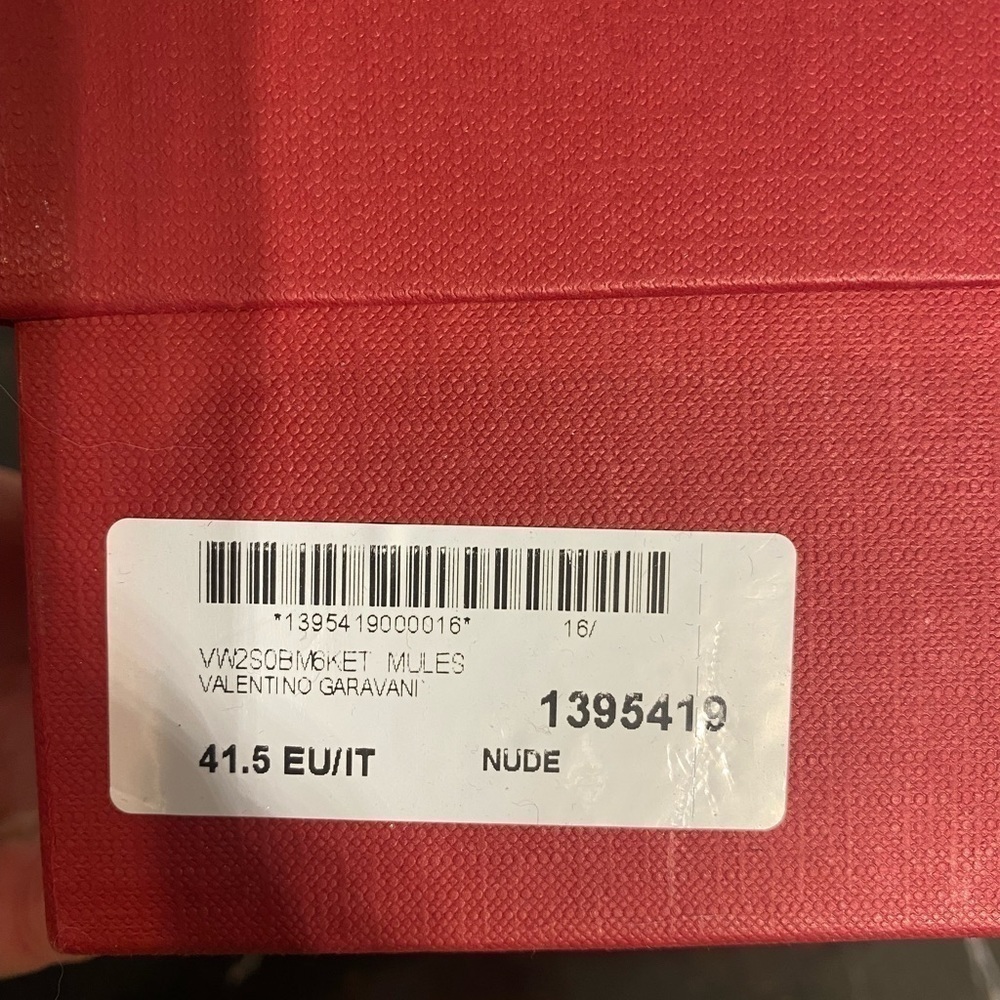 *1395419000016* 16/
VW2S0BM6KET MULES
VALENTINO GARAVANI
1395419
41.5 EU/IT NUDE